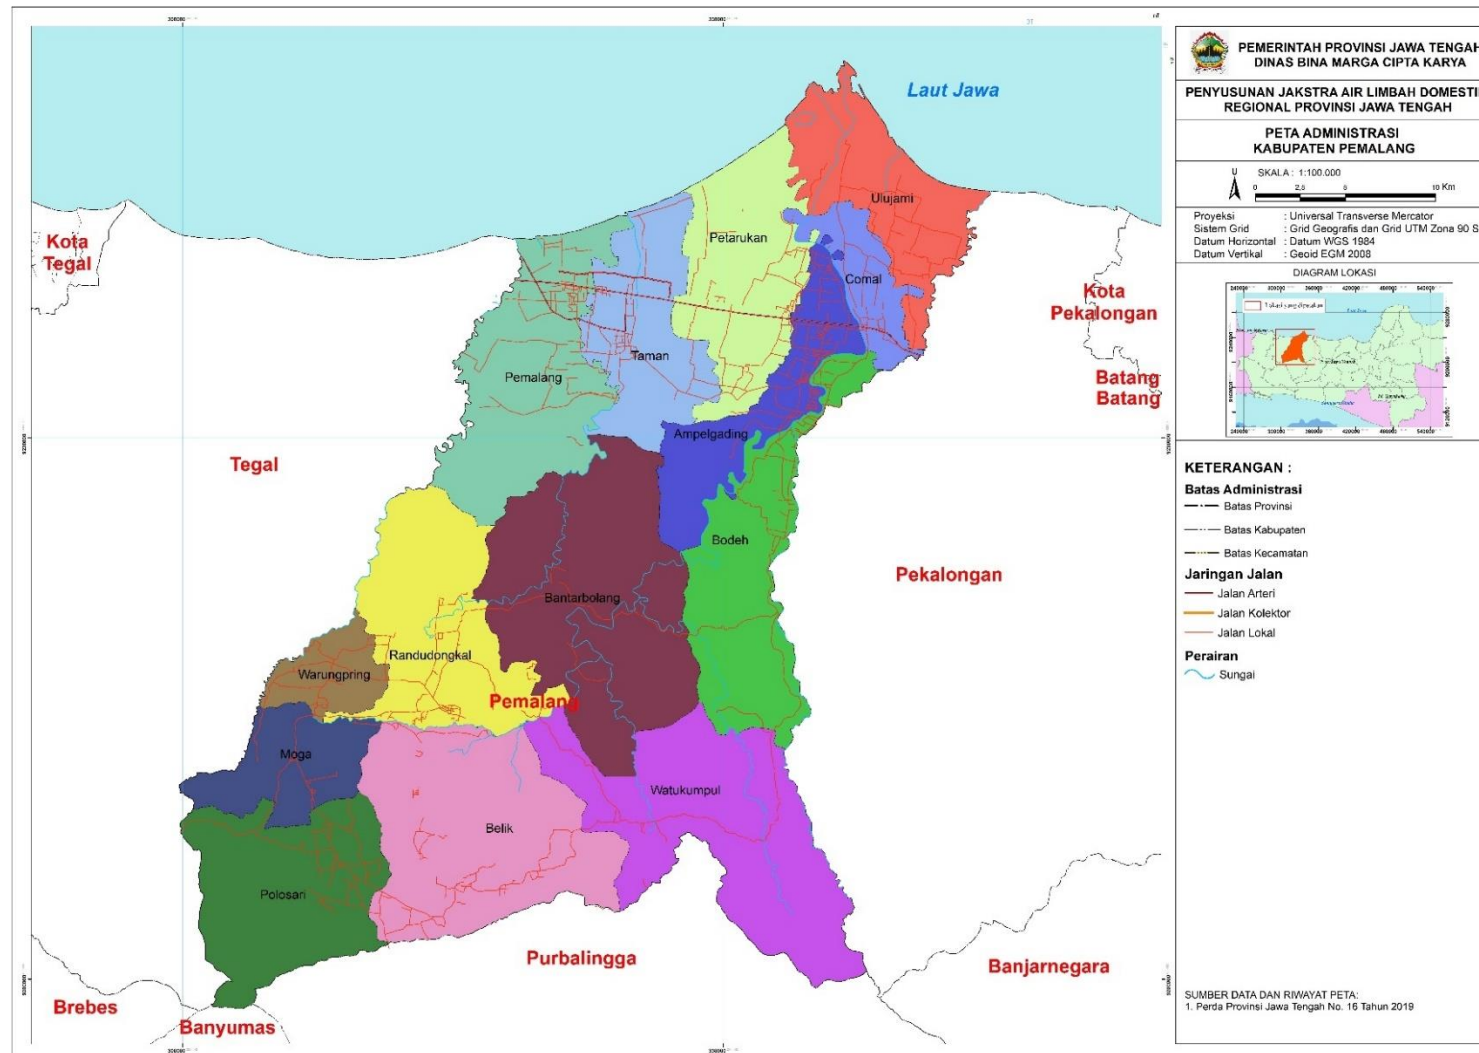 Laut Jawa
Ulujami
Kota
Tegal
Petarukan
Comal
Kota
Pekalongan
Taman
Pemalang
Batang
Batang
Ampelgading
Tegal
Bodeh
Pekalongan
Bantarbolang
Randudongkal
Warungpring
Pemalang
Moga
Watukumpul
Belik
Polosari
Purbalingga
Banjarnegara
Brebes
Banyumas
PEMERINTAH PROVINSI JAWA TENGAH
DINAS BINA MARGA CIPTA KARYA
PENYUSUNAN JAKSTRA AIR LIMBAH DOMESTI
REGIONAL PROVINSI JAWA TENGAH
PETA ADMINISTRASI
KABUPATEN PEMALANG
U
SKALA : 1:100.000
0 2,5 5 10 Km
Proyeksi : Universal Transverse Mercator
Sistem Grid : Grid Geografis dan Grid UTM Zona 90 S
Datum Horizontal : Datum WGS 1984
Datum Vertikal : Geoid EGM 2008
DIAGRAM LOKASI
KETERANGAN :
Batas Administrasi
Batas Provinsi
Batas Kabupaten
Batas Kecamatan
Jaringan Jalan
Jalan Arteri
Jalan Kolektor
Jalan Lokal
Perairan
Sungai
SUMBER DATA DAN RIWAYAT PETA:
1. Perda Provinsi Jawa Tengah No. 16 Tahun 2019